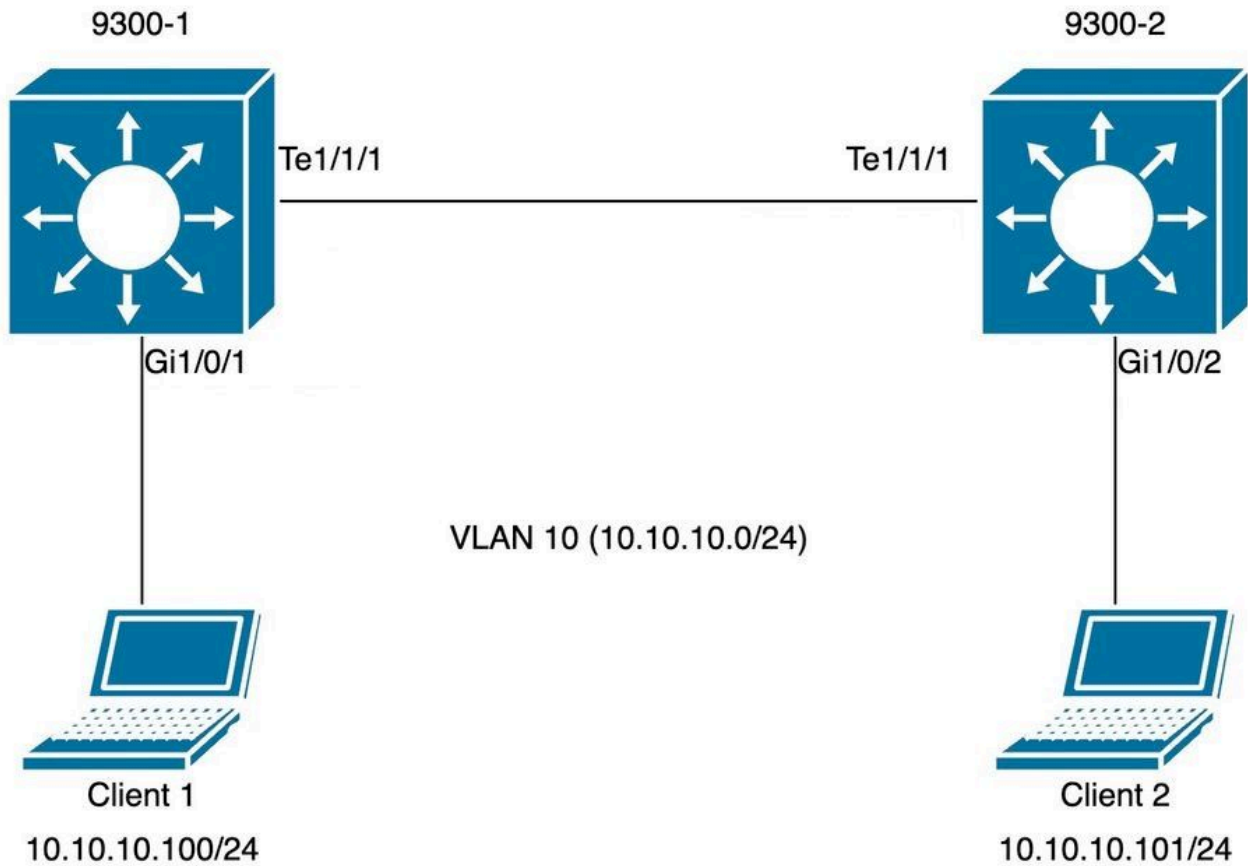 9300-1
9300-2
Te1/1/1
Te1/1/1
Gi1/0/1
Gi1/0/2
VLAN 10 (10.10.10.0/24)
Client 1
Client 2
10.10.10.100/24
10.10.10.101/24